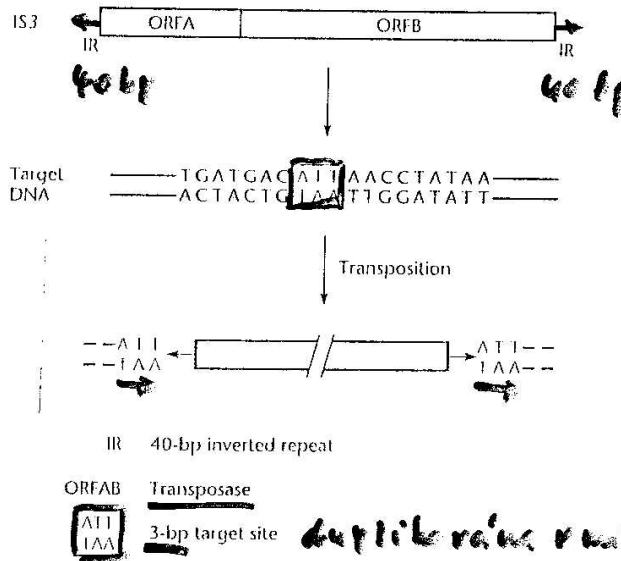 IS3 ORFA ORFB
IR IR
40 bp 40 bp
Target DNA
TGATGACATTAACCTATAA
ACTACTGTAATTGGATATT
Transposition
ATT ATT
TAA TAA
IR 40-bp inverted repeat
ORFAB Transposase
ATT
TAA 3-bp target site